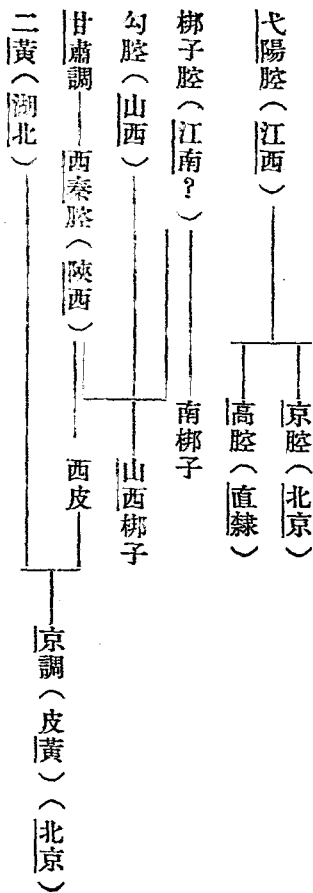 弋陽腔（江西）
京腔（北京）
高腔（直隸）
梆子腔（江南？）
南梆子
勾腔（山西）
山西梆子
甘肅調
西秦腔（陝西）
西皮
二黃（湖北）
京調（皮黃）（北京）